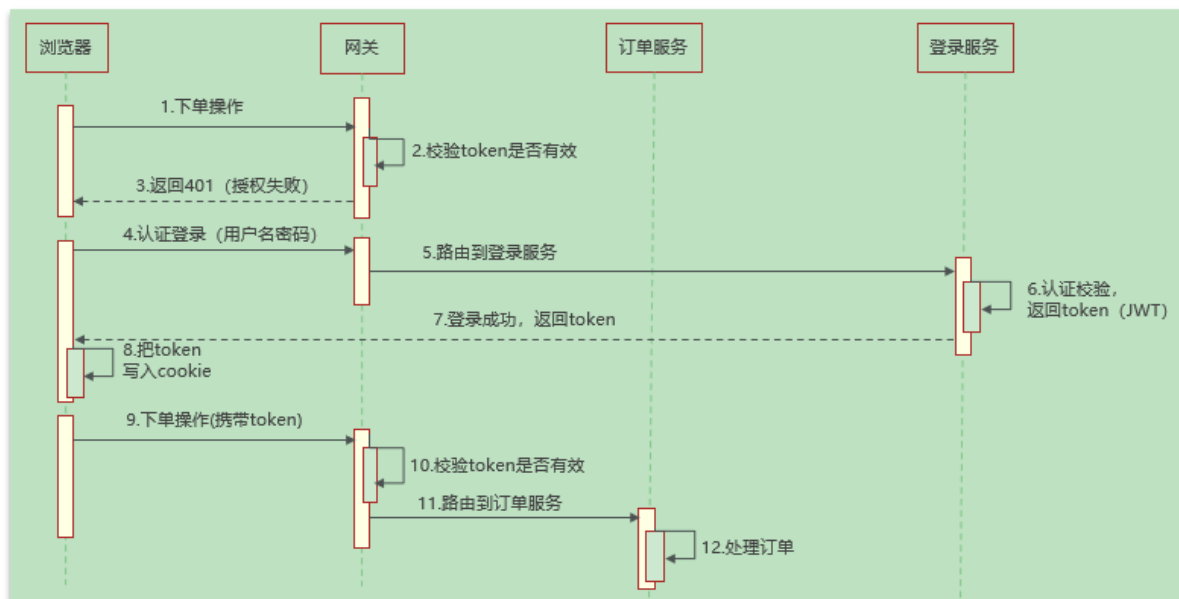 浏览器
网关
订单服务
登录服务
1.下单操作
2.校验token是否有效
3.返回401（授权失败）
4.认证登录（用户名密码）
5.路由到登录服务
6.认证校验，
返回token（JWT）
7.登录成功，返回token
8.把token
写入cookie
9.下单操作(携带token)
10.校验token是否有效
11.路由到订单服务
12.处理订单